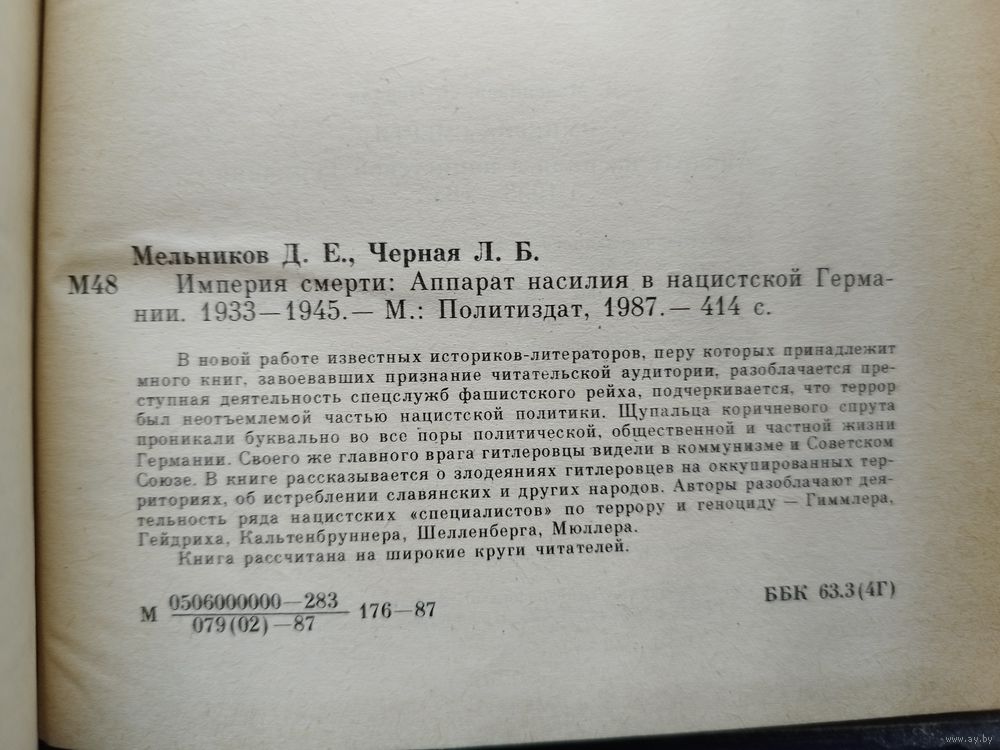 Мельников Д. Е., Черная Л. Б.
М48 Империя смерти: Аппарат насилия в нацистской Герма-
нии. 1933—1945.— М.: Политиздат, 1987.— 414 с.
В новой работе известных историков-литераторов, перу которых принадлежит
много книг, завоевавших признание читательской аудитории, разоблачается пре-
ступная деятельность спецслужб фашистского рейха, подчеркивается, что террор
был неотъемлемой частью нацистской политики. Щупальца коричневого спрута
проникали буквально во все поры политической, общественной и частной жизни
Германии. Своего же главного врага гитлеровцы видели в коммунизме и Советском
Союзе. В книге рассказывается о злодеяниях гитлеровцев на оккупированных тер-
риториях, об истреблении славянских и других народов. Авторы разоблачают дея-
тельность ряда нацистских «специалистов» по террору и геноциду — Гиммлера,
Гейдриха, Кальтенбруннера, Шелленберга, Мюллера.
Книга рассчитана на широкие круги читателей.
М 0506000000—283
079(02)—87 176—87
ББК 63.3(4Г)
www.ay.by